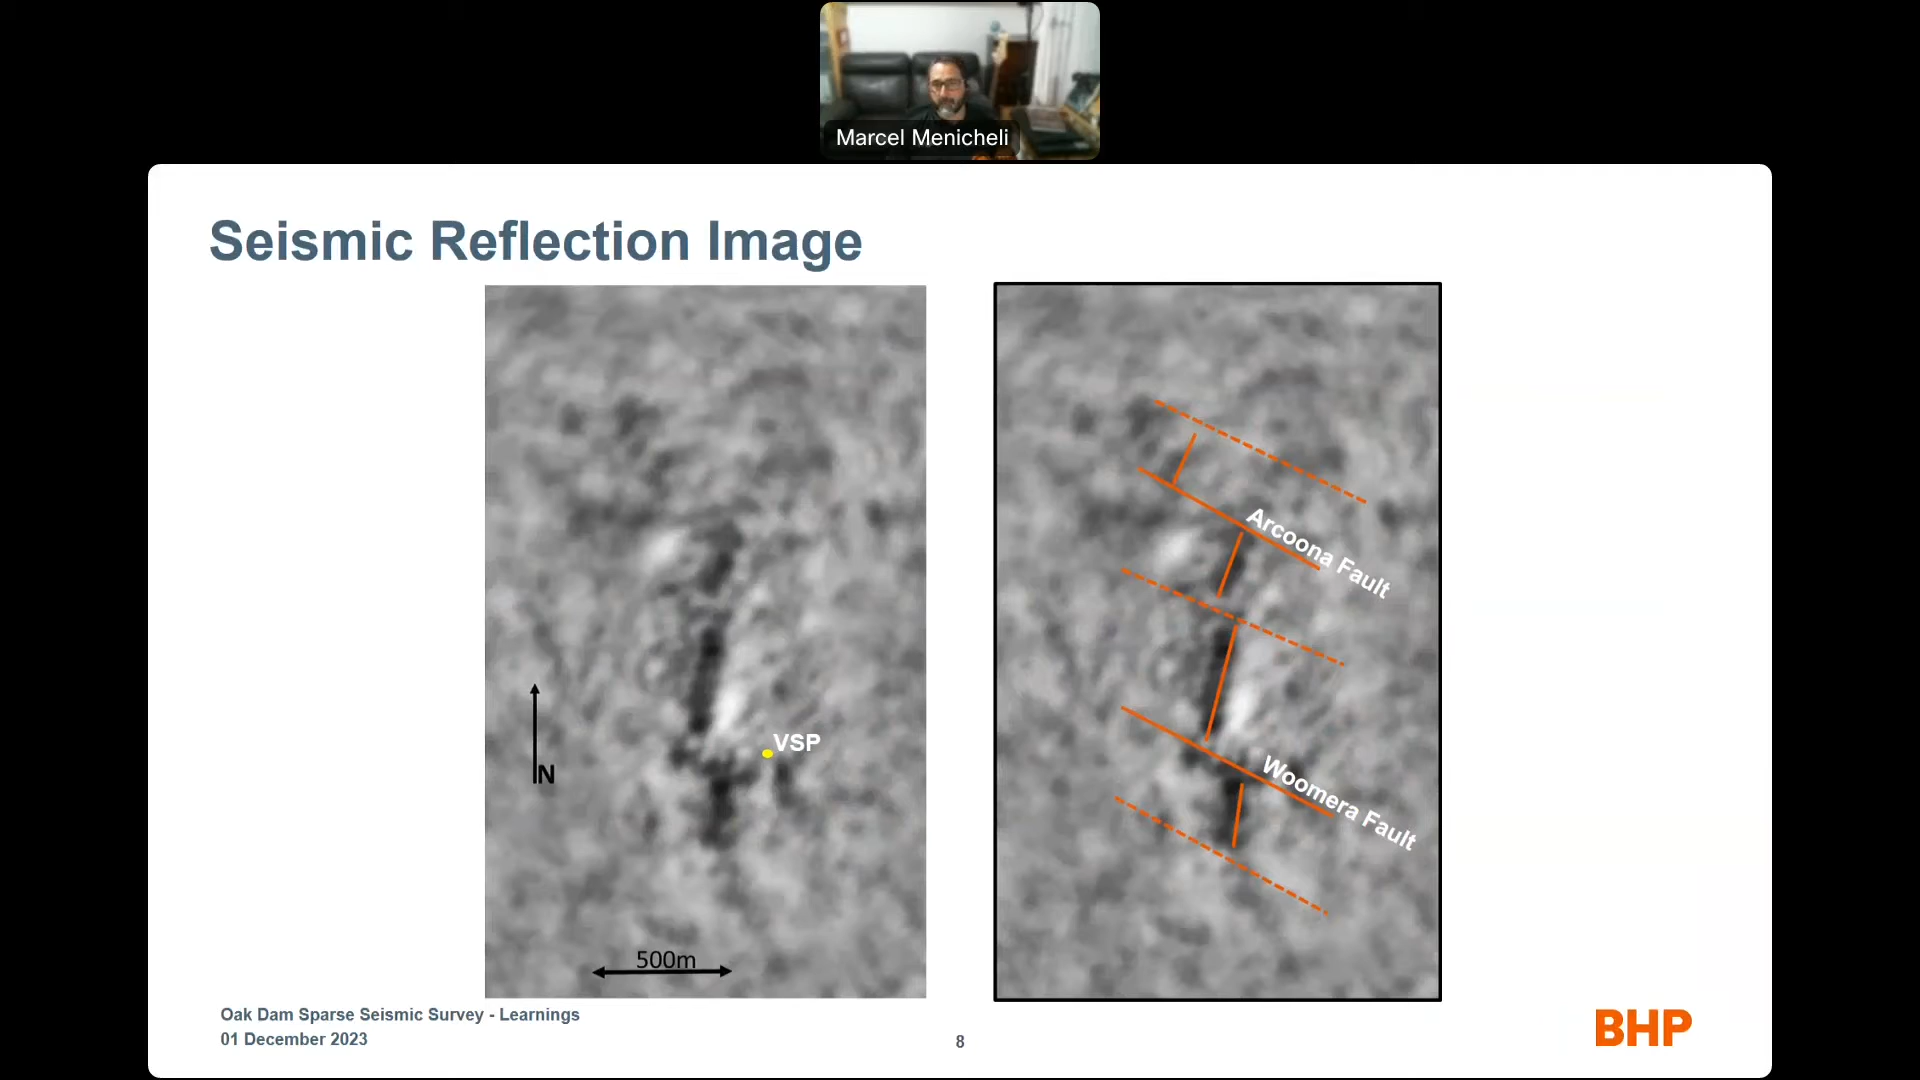 Marcel Menicheli
Seismic Reflection Image
VSP
N
500m
Arcoona Fault
Woomera Fault
Oak Dam Sparse Seismic Survey - Learnings
01 December 2023
8
BHP